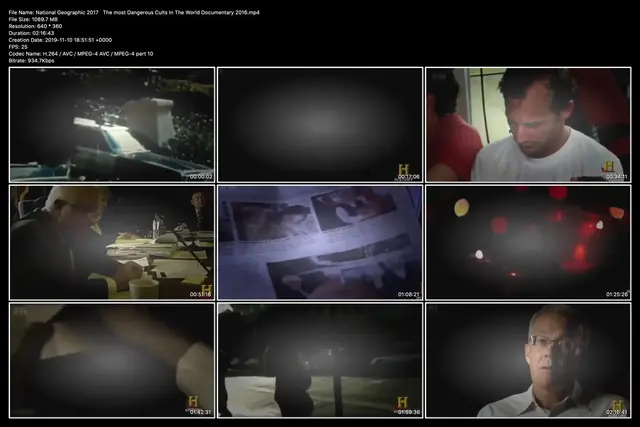 File Name: National Geographic 2017 The most Dangerous Cults In The World Documentary 2016.mp4
File Size: 1089.7 MB
Resolution: 640 * 360
Duration: 02:16:43
Creation Date: 2019-11-10 18:51:51 +0000
FPS: 25
Codec Name: H.264 / AVC / MPEG-4 AVC / MPEG-4 part 10
Bitrate: 934.7Kbps
00:00:02
H
00:17:06
H
00:34:11
H
00:51:16
01:08:21
01:25:26
H
01:42:31
H
01:59:36
H
02:16:41